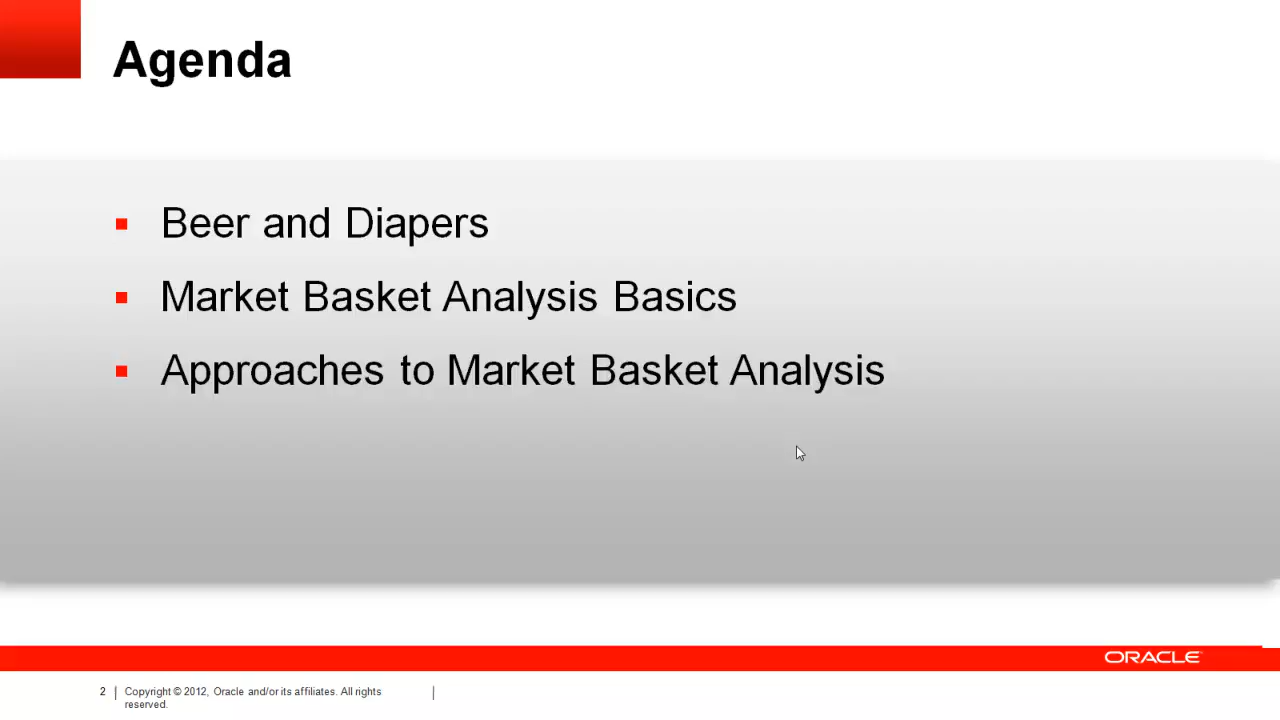 Agenda
Beer and Diapers
Market Basket Analysis Basics
Approaches to Market Basket Analysis
ORACLE
2 Copyright © 2012, Oracle and/or its affiliates. All rights
reserved.